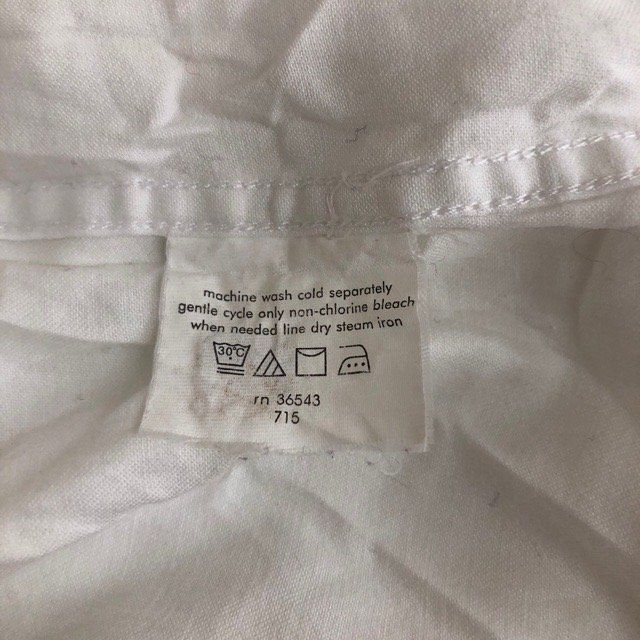 machine wash cold separately
gentle cycle only non-chlorine bleach
when needed line dry steam iron
30°C
rn 36543
715